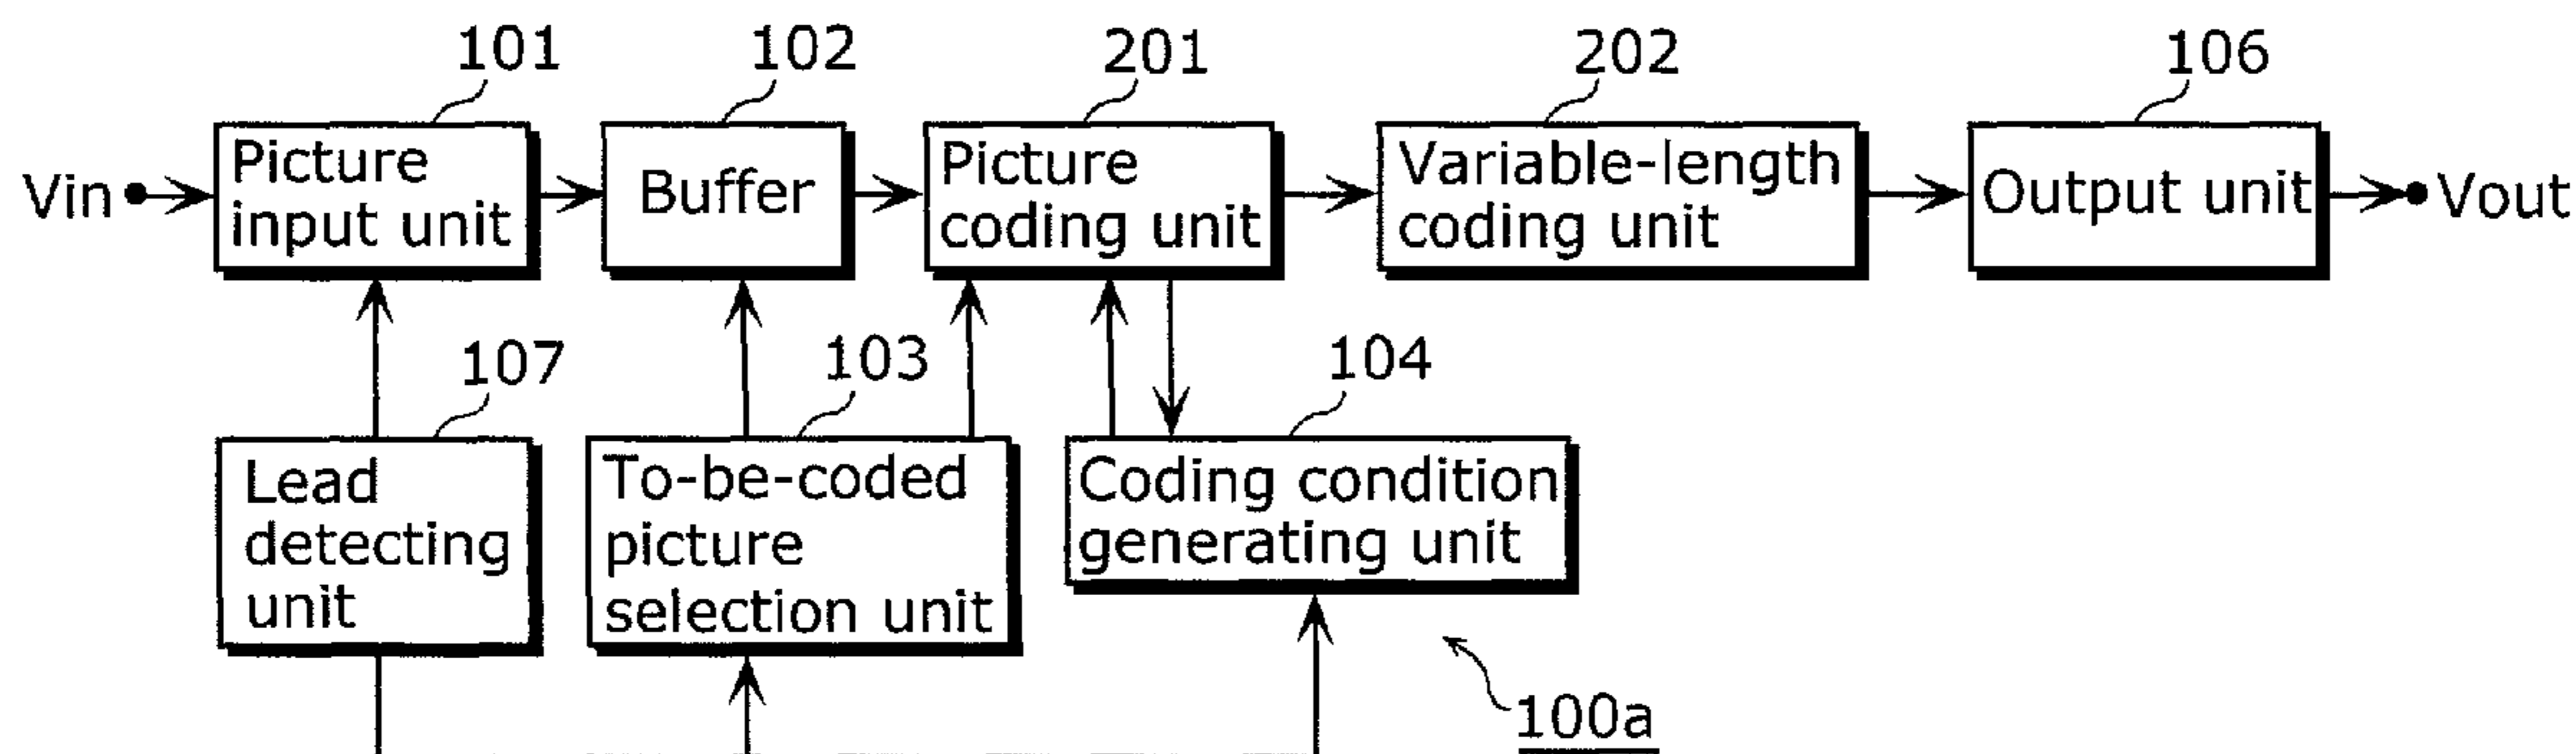 101
102
201
202
106
Vin
Picture
input unit
Buffer
Picture
coding unit
Variable-length
coding unit
Output unit
Vout
107
103
104
Lead
detecting
unit
To-be-coded
picture
selection unit
Coding condition
generating unit
100a